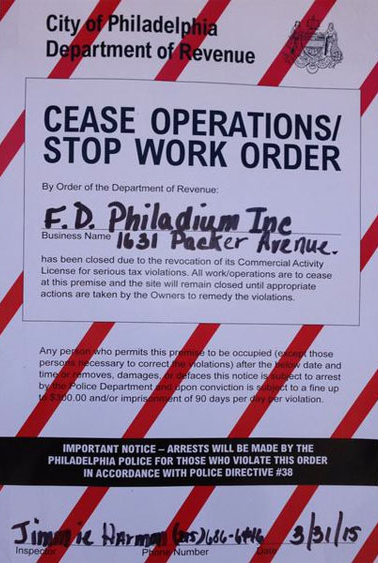 City of Philadelphia
Department of Revenue
CEASE OPERATIONS/
STOP WORK ORDER
By Order of the Department of Revenue:
F.D. Philadium Inc
Business Name 1631 Packer Avenue.
has been closed due to the revocation of its Commercial Activity
License for serious tax violations. All work/operations are to cease
at this premise and the site will remain closed until appropriate
actions are taken by the Owners to remedy the violations.
Any person who permits this premise to be occupied (except those
persons necessary to correct the violations) after the below date and
time or removes, damages, or defaces this notice is subject to arrest
by the Police Department and upon conviction is subject to a fine up
to $300.00 and/or imprisonment of 90 days per day per violation.
IMPORTANT NOTICE – ARRESTS WILL BE MADE BY THE
PHILADELPHIA POLICE FOR THOSE WHO VIOLATE THIS ORDER
IN ACCORDANCE WITH POLICE DIRECTIVE #38
Jimmie Harmon (215) 686-6446 3/31/15
Inspector Phone Number Date